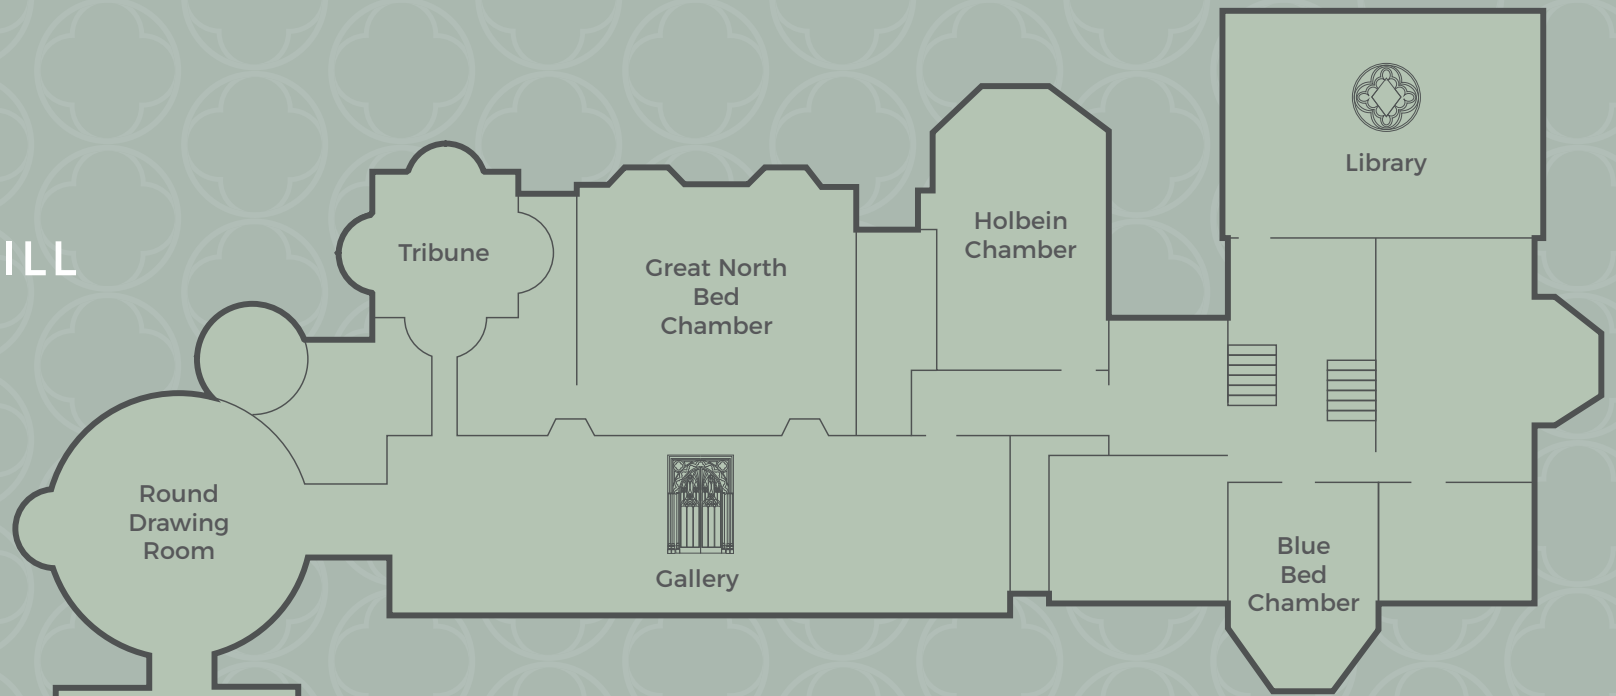 ILL
Tribune
Great North
Bed
Chamber
Holbein
Chamber
Library
Round
Drawing
Room
Gallery
Blue
Bed
Chamber